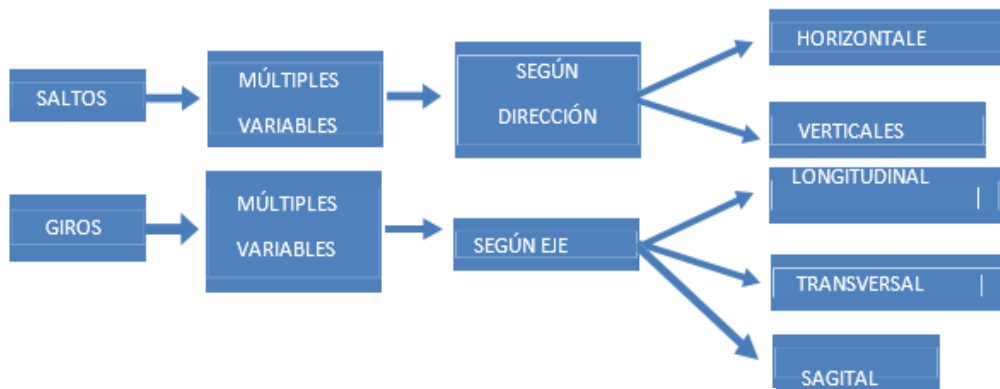 SALTOS
MÚLTIPLES
VARIABLES
SEGÚN
DIRECCIÓN
HORIZONTALE
VERTICALES
GIROS
MÚLTIPLES
VARIABLES
SEGÚN EJE
LONGITUDINAL
TRANSVERSAL
SAGITAL